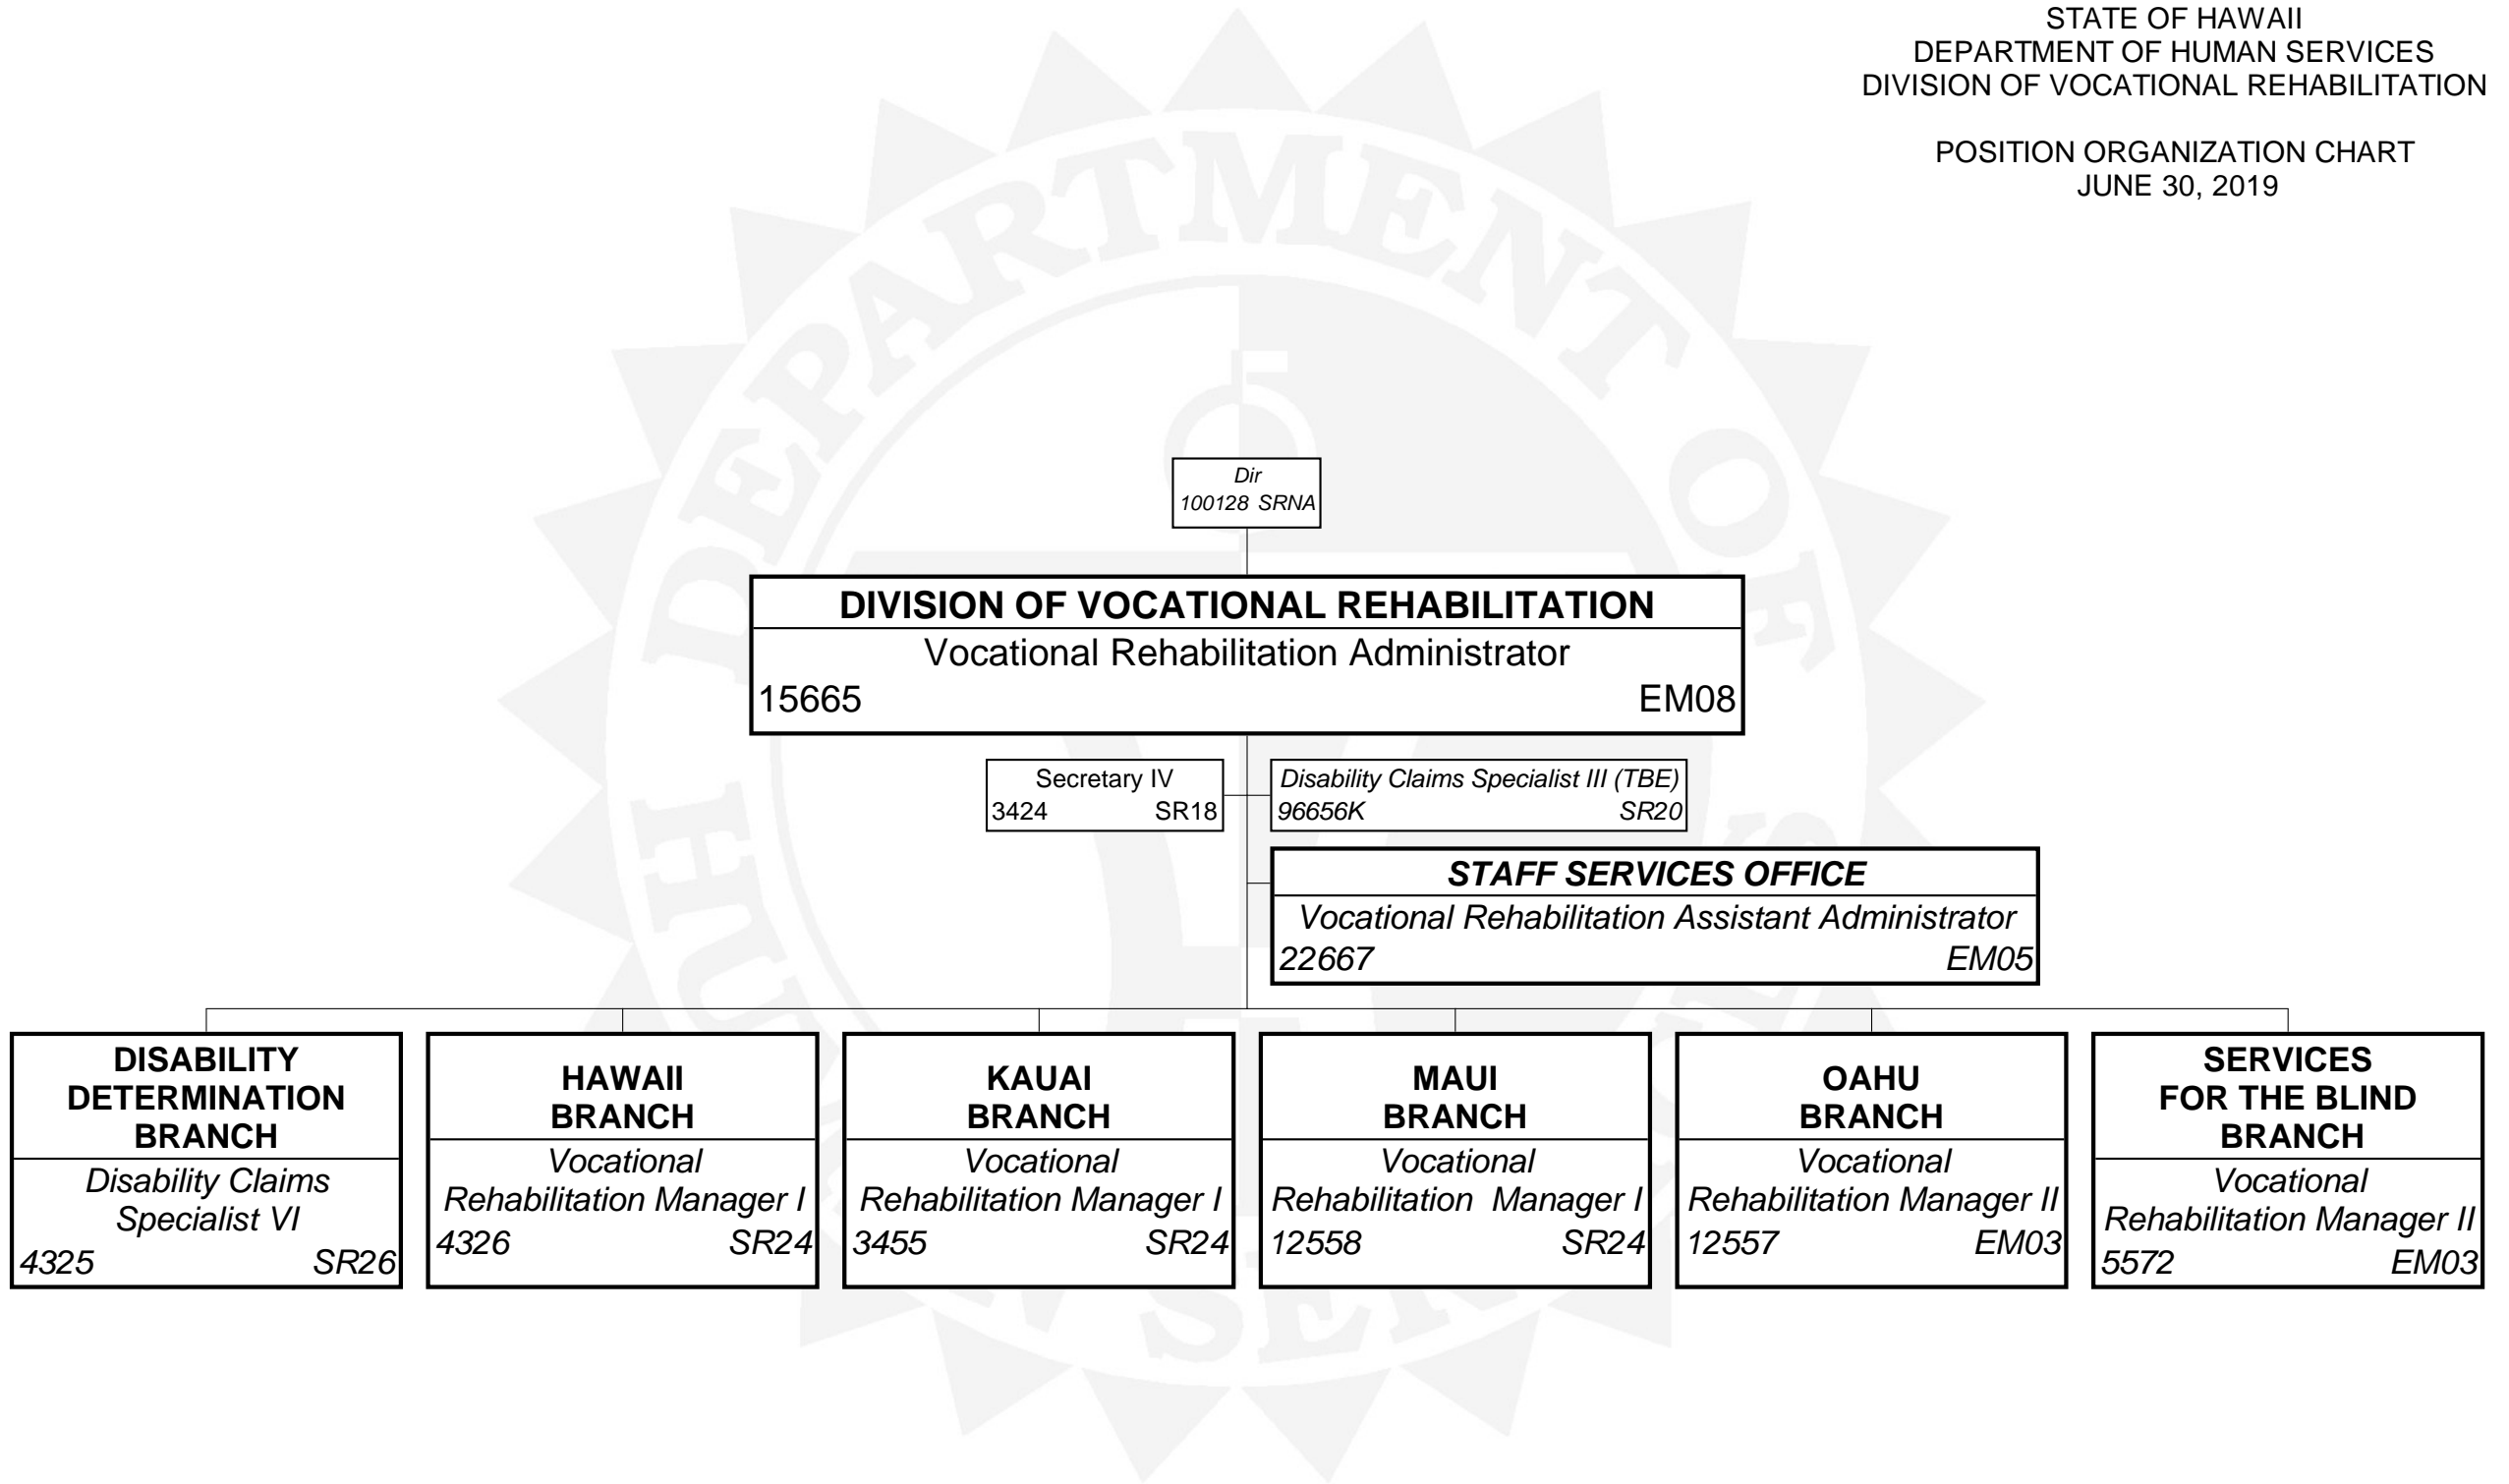 STATE OF HAWAII
DEPARTMENT OF HUMAN SERVICES
DIVISION OF VOCATIONAL REHABILITATION
POSITION ORGANIZATION CHART
JUNE 30, 2019
DEPARTMENT OF
Dir
100128 SRNA
DIVISION OF VOCATIONAL REHABILITATION
Vocational Rehabilitation Administrator
15665 EM08
Secretary IV
3424 SR18
Disability Claims Specialist III (TBE)
96656K SR20
STAFF SERVICES OFFICE
Vocational Rehabilitation Assistant Administrator
22667 EM05
DISABILITY
DETERMINATION
BRANCH
Disability Claims
Specialist VI
4325 SR26
HAWAII
BRANCH
Vocational
Rehabilitation Manager I
4326 SR24
KAUAI
BRANCH
Vocational
Rehabilitation Manager I
3455 SR24
MAUI
BRANCH
Vocational
Rehabilitation Manager I
12558 SR24
OAHU
BRANCH
Vocational
Rehabilitation Manager II
12557 EM03
SERVICES
FOR THE BLIND
BRANCH
Vocational
Rehabilitation Manager II
5572 EM03